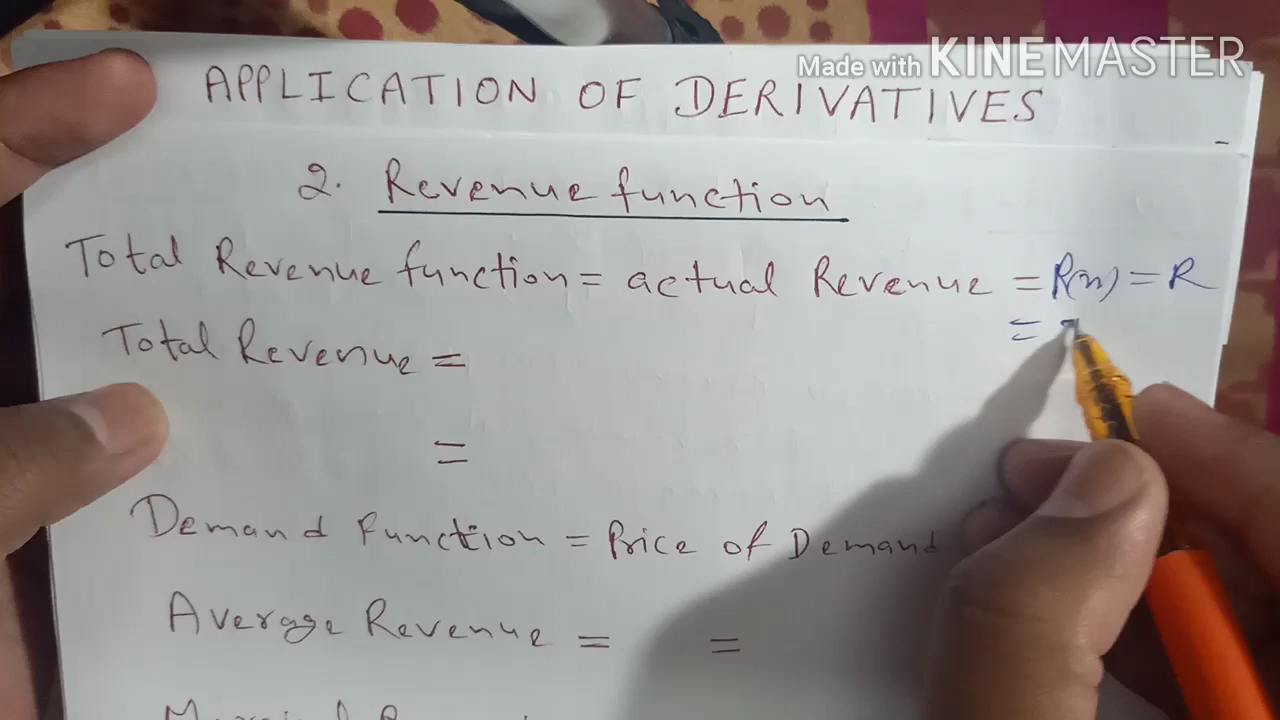 Made with KINEMASTER
APPLICATION OF DERIVATIVES
2. Revenue function
Total Revenue function = actual Revenue = R(x) = R
=
Total Revenue =
=
Demand Function = Price of Demand
Average Revenue = =